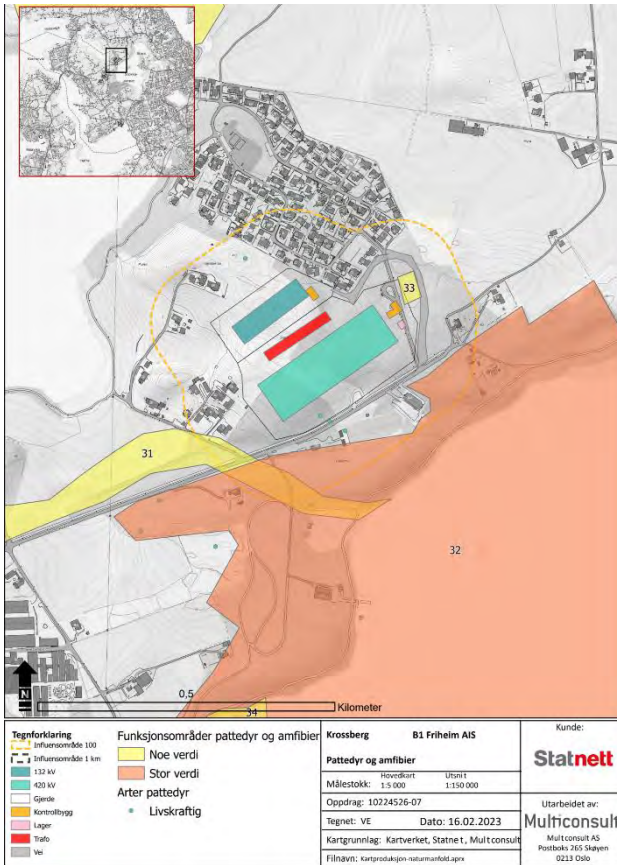 33
31
32
N
0,5
Kilometer
34
Tegnforklaring
Influensområde 100
Influensområde 1 km
132 kV
420 kV
Gjerde
Kontrollbygg
Lager
Trafo
Vei
Funksjonsområder pattedyr og amfibier
Noe verdi
Stor verdi
Arter pattedyr
Livskraftig
Krossberg B1 Friheim AIS
Pattedyr og amfibier
Målestokk: Hovedkart 1:5 000 Utsnitt 1:150 000
Oppdrag: 10224526-07
Tegnet: VE Dato: 16.02.2023
Kartgrunnlag: Kartverket, Statnett, Multconsult
Filnavn: Kartproduksjon-naturmanfold.aprx
Kunde:
Statnett
Utarbeidet av:
Multiconsult
Multconsult AS
Postboks 265 Skøyen
0213 Oslo